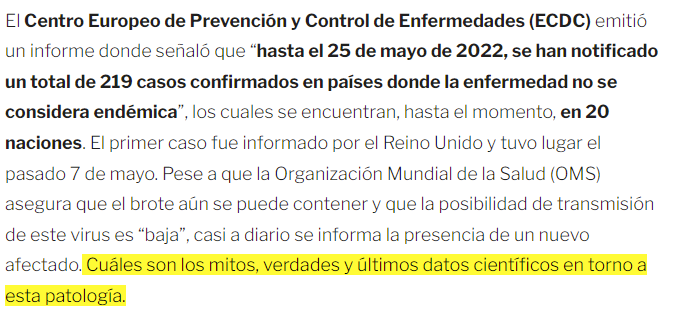 El Centro Europeo de Prevención y Control de Enfermedades (ECDC) emitió
un informe donde señaló que “hasta el 25 de mayo de 2022, se han notificado
un total de 219 casos confirmados en países donde la enfermedad no se
considera endémica”, los cuales se encuentran, hasta el momento, en 20
naciones. El primer caso fue informado por el Reino Unido y tuvo lugar el
pasado 7 de mayo. Pese a que la Organización Mundial de la Salud (OMS)
asegura que el brote aún se puede contener y que la posibilidad de transmisión
de este virus es “baja”, casi a diario se informa la presencia de un nuevo
afectado. Cuáles son los mitos, verdades y últimos datos científicos en torno a
esta patología.